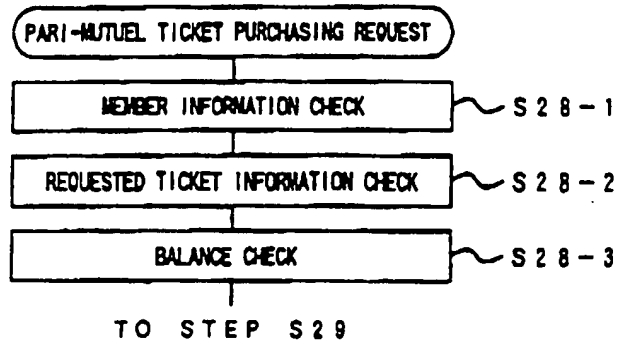 PARI-MUTUEL TICKET PURCHASING REQUEST
MEMBER INFORMATION CHECK S28-1
REQUESTED TICKET INFORMATION CHECK S28-2
BALANCE CHECK S28-3
TO STEP S29